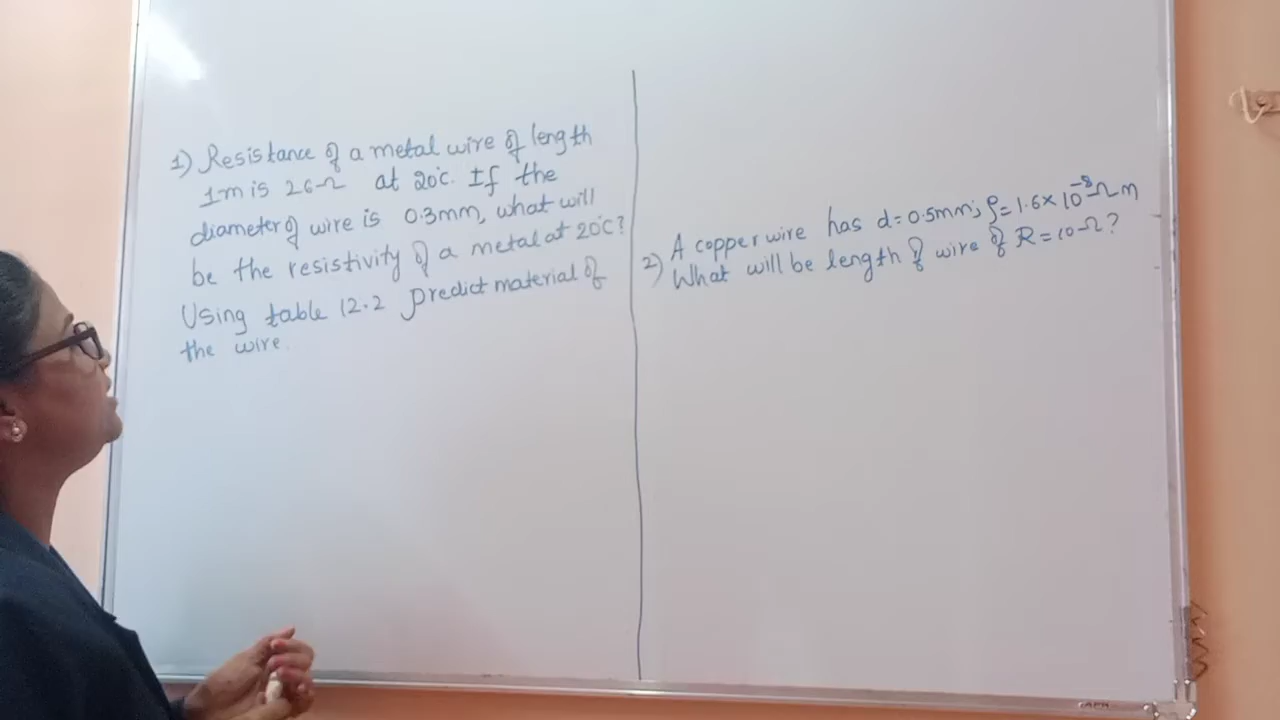 1) Resistance of a metal wire of length
1m is 26Ω at 20°C. If the
diameter of wire is 0.3mm, what will
be the resistivity of a metal at 20°C?
Using table 12.2 predict material of
the wire.
2) A copper wire has d=0.5mm; ρ=1.6×10⁻⁸Ωm
What will be length of wire of R=10Ω?